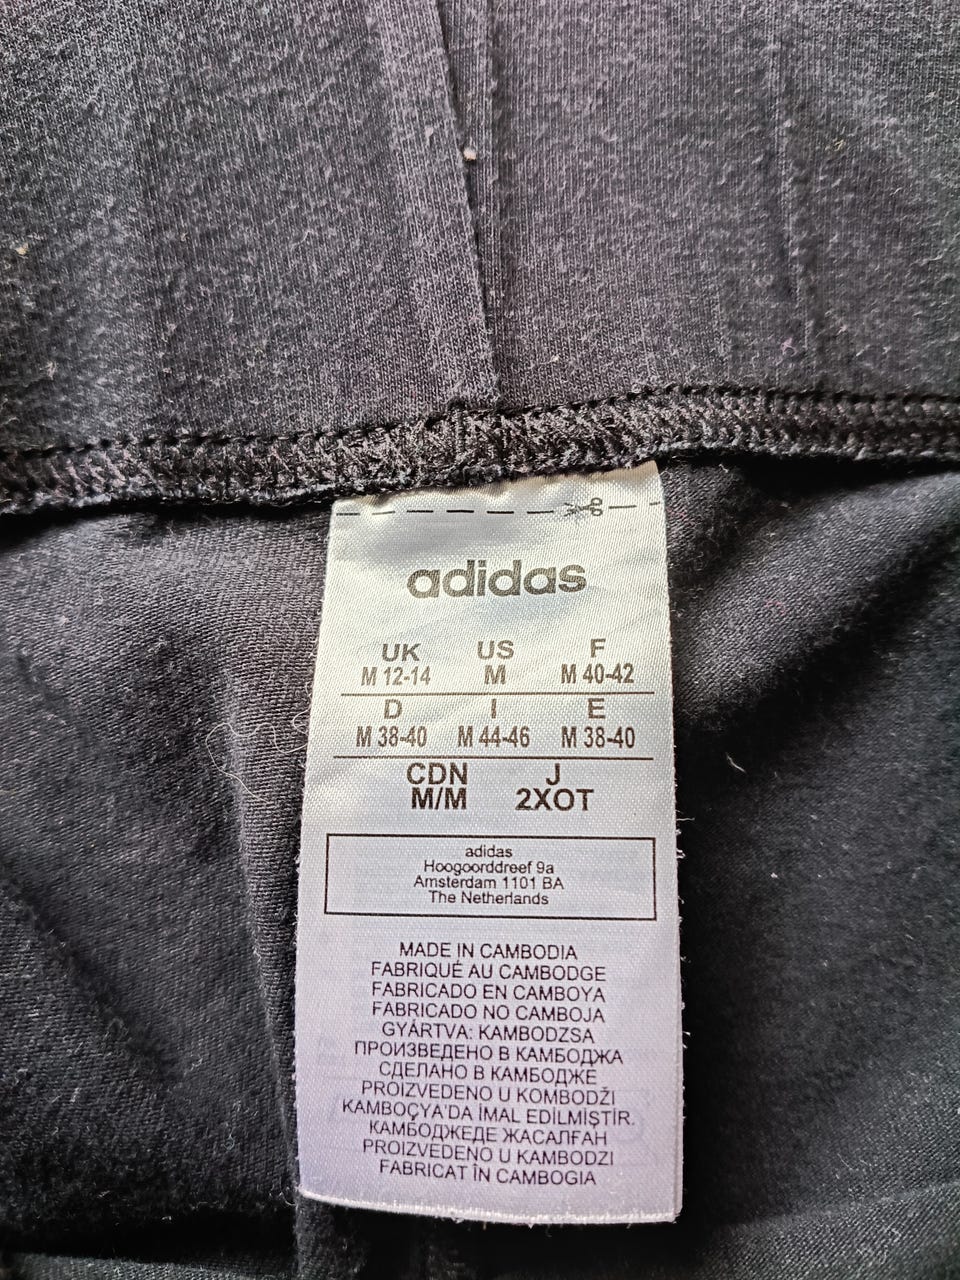 adidas
UK US F
M 12-14 M M 40-42
D I E
M 38-40 M 44-46 M 38-40
CDN J
M/M 2XOT
adidas
Hoogoorddreef 9a
Amsterdam 1101 BA
The Netherlands
MADE IN CAMBODIA
FABRIQUÉ AU CAMBODGE
FABRICADO EN CAMBOYA
FABRICADO NO CAMBOJA
GYÁRTVA: KAMBODZSA
ПРОИЗВЕДЕНО В КАМБОДЖА
СДЕЛАНО В КАМБОДЖЕ
PROIZVEDENO U KOMBODŽI
KAMBOÇYA'DA İMAL EDİLMİŞTİR.
КАМБОДЖЕДЕ ЖАСАЛҒАН
PROIZVEDENO U KAMBODZI
FABRICAT ÎN CAMBOGIA